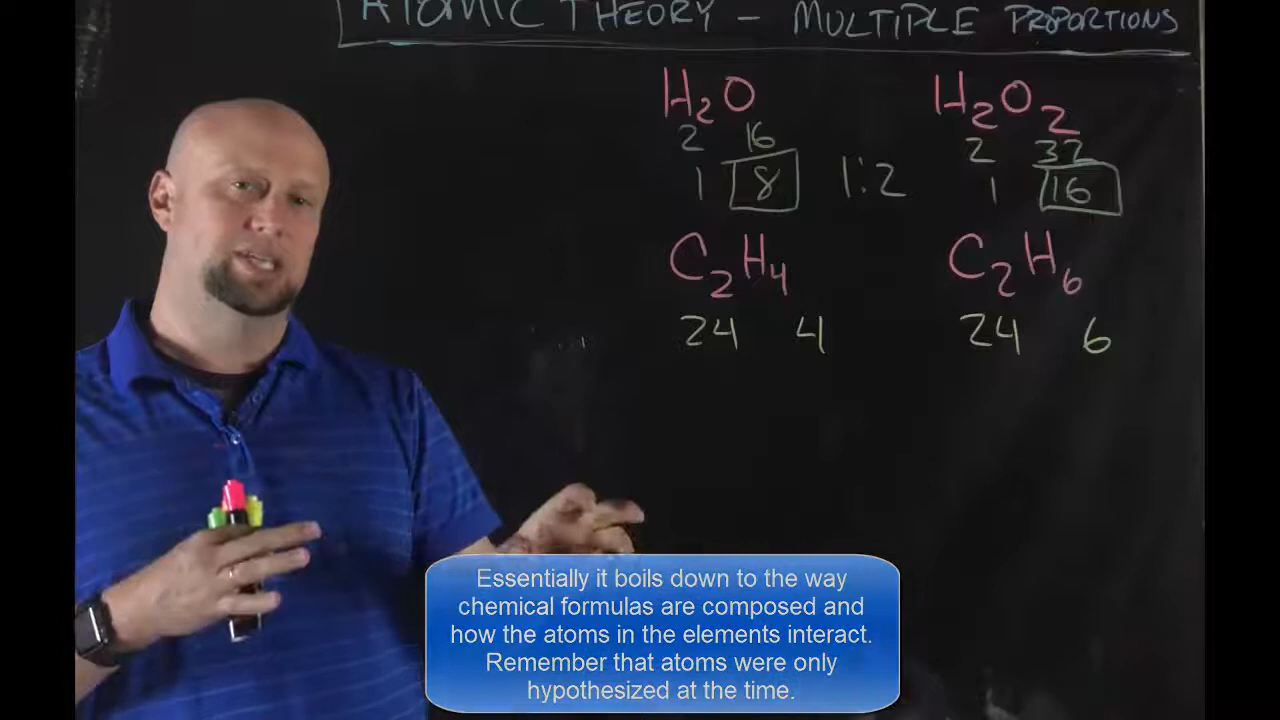 ATOMIC THEORY – MULTIPLE PROPORTIONS
H2O H2O2
2 16 2 32
1 8 1:2 1 16
C2H4 C2H6
24 4 24 6
Essentially it boils down to the way
chemical formulas are composed and
how the atoms in the elements interact.
Remember that atoms were only
hypothesized at the time.